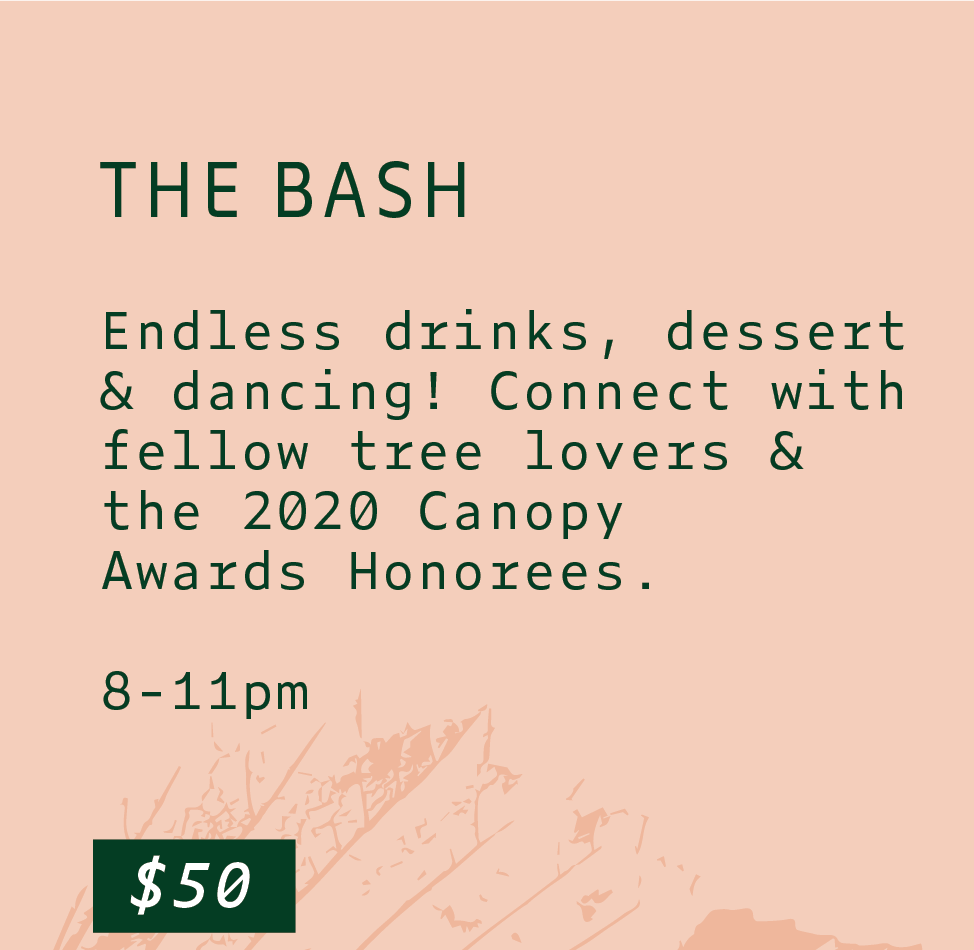 THE BASH
Endless drinks, dessert
& dancing! Connect with
fellow tree lovers &
the 2020 Canopy
Awards Honorees.
8-11pm
$50